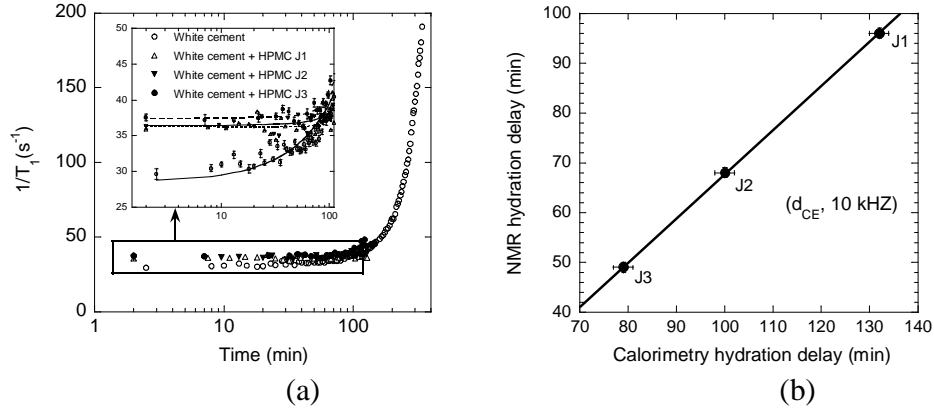 (a)
200
150
100
50
0
1/T1(s-1)
1
10
100
Time (min)
50
45
40
35
30
25
10
100
White cement
White cement + HPMC J1
White cement + HPMC J2
White cement + HPMC J3
(a)
(b)
100
90
80
70
60
50
40
NMR hydration delay (min)
J1
J2
J3
(dCE, 10 kHZ)
70
80
90
100
110
120
130
140
Calorimetry hydration delay (min)
(b)